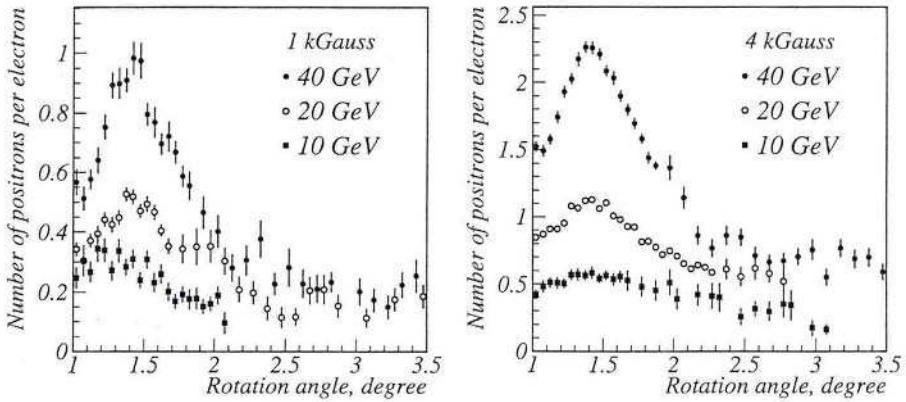 Number of positrons per electron
1
0.8
0.6
0.4
0.2
0
1 kGauss
40 GeV
20 GeV
10 GeV
1 1.5 2 2.5 3 3.5
Rotation angle, degree
Number of positrons per electron
2.5
2
1.5
1
0.5
0
4 kGauss
40 GeV
20 GeV
10 GeV
1 1.5 2 2.5 3 3.5
Rotation angle, degree